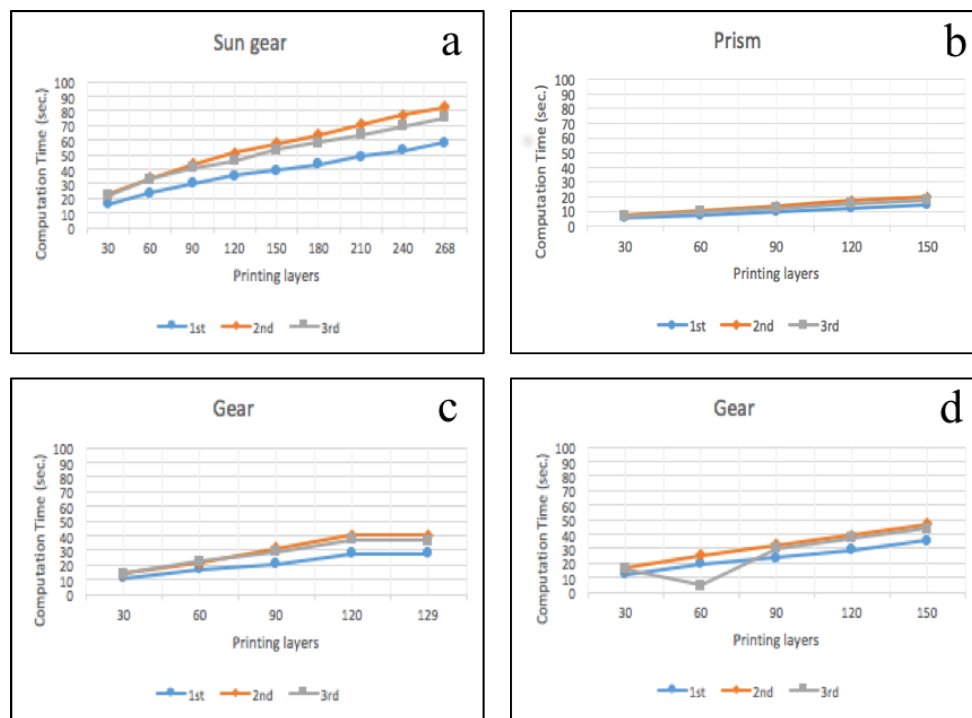 Sun gear
a
Computation Time (sec.)
100
90
80
70
60
50
40
30
20
10
0
30 60 90 120 150 180 210 240 268
Printing layers
1st 2nd 3rd
Prism
b
Computation Time (sec.)
100
90
80
70
60
50
40
30
20
10
0
30 60 90 120 150
Printing layers
1st 2nd 3rd
Gear
c
Computation Time (sec.)
100
90
80
70
60
50
40
30
20
10
0
30 60 90 120 129
Printing layers
1st 2nd 3rd
Gear
d
Computation Time (sec.)
100
90
80
70
60
50
40
30
20
10
0
30 60 90 120 150
Printing layers
1st 2nd 3rd